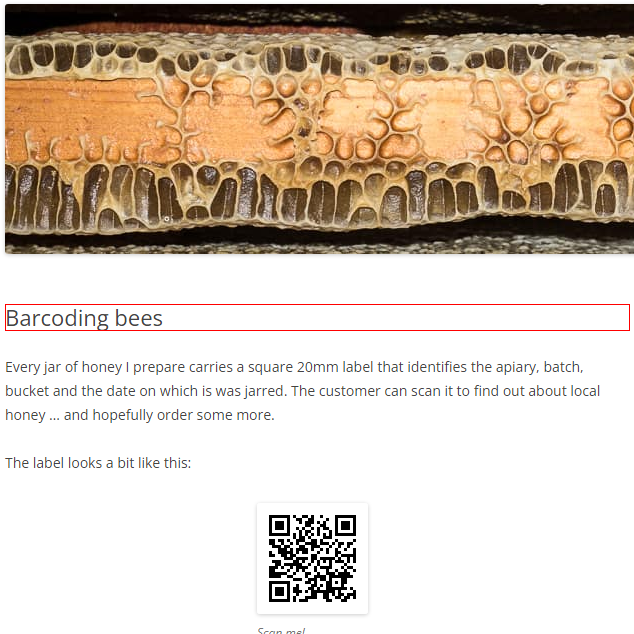 Barcoding bees
Every jar of honey I prepare carries a square 20mm label that identifies the apiary, batch,
bucket and the date on which is was jarred. The customer can scan it to find out about local
honey … and hopefully order some more.
The label looks a bit like this:
Scan me!